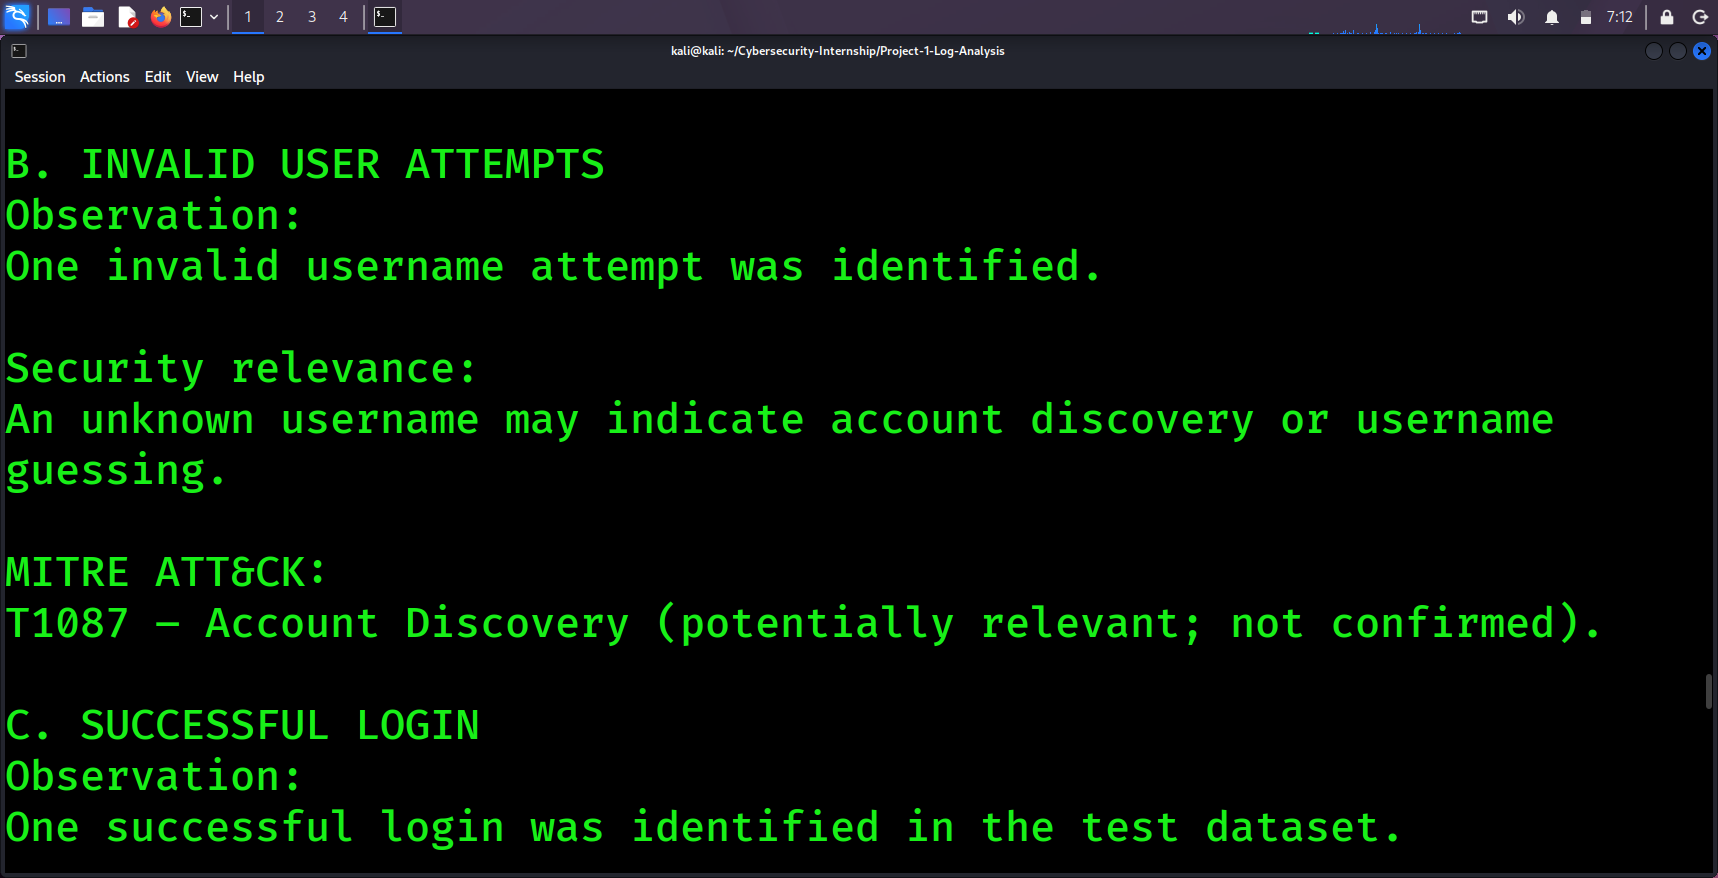 1 2 3 4 7:12
kali@kali: ~/Cybersecurity-Internship/Project-1-Log-Analysis
Session Actions Edit View Help
B. INVALID USER ATTEMPTS
Observation:
One invalid username attempt was identified.
Security relevance:
An unknown username may indicate account discovery or username
guessing.
MITRE ATT&CK:
T1087 – Account Discovery (potentially relevant; not confirmed).
C. SUCCESSFUL LOGIN
Observation:
One successful login was identified in the test dataset.